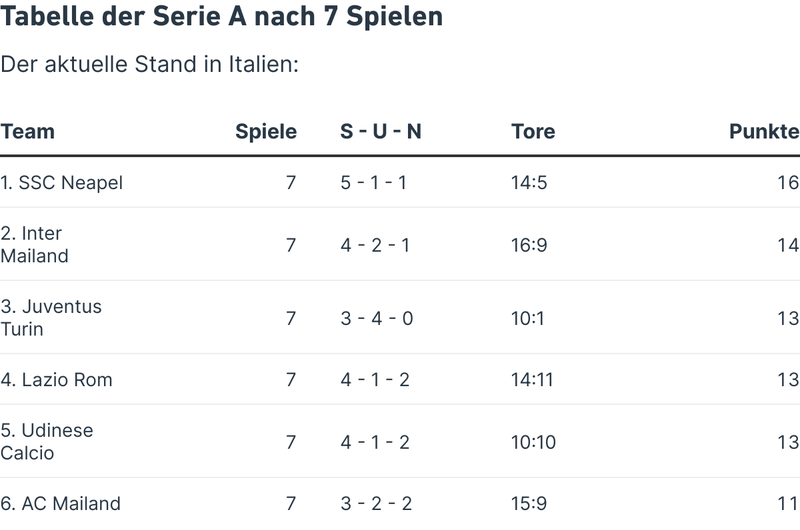 Tabelle der Serie A nach 7 Spielen
Der aktuelle Stand in Italien:
Team Spiele S - U - N Tore Punkte
1. SSC Neapel 7 5 - 1 - 1 14:5 16
2. Inter
Mailand 7 4 - 2 - 1 16:9 14
3. Juventus
Turin 7 3 - 4 - 0 10:1 13
4. Lazio Rom 7 4 - 1 - 2 14:11 13
5. Udinese
Calcio 7 4 - 1 - 2 10:10 13
6. AC Mailand 7 3 - 2 - 2 15:9 11